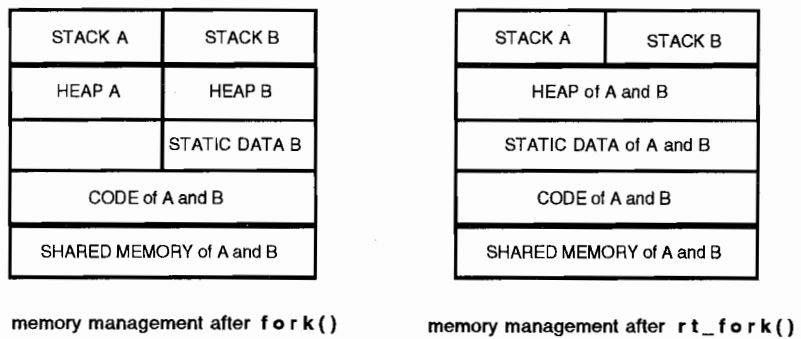 STACK A
STACK B
HEAP A
HEAP B
STATIC DATA B
CODE of A and B
SHARED MEMORY of A and B
memory management after fork()
STACK A
STACK B
HEAP of A and B
STATIC DATA of A and B
CODE of A and B
SHARED MEMORY of A and B
memory management after rt_fork()